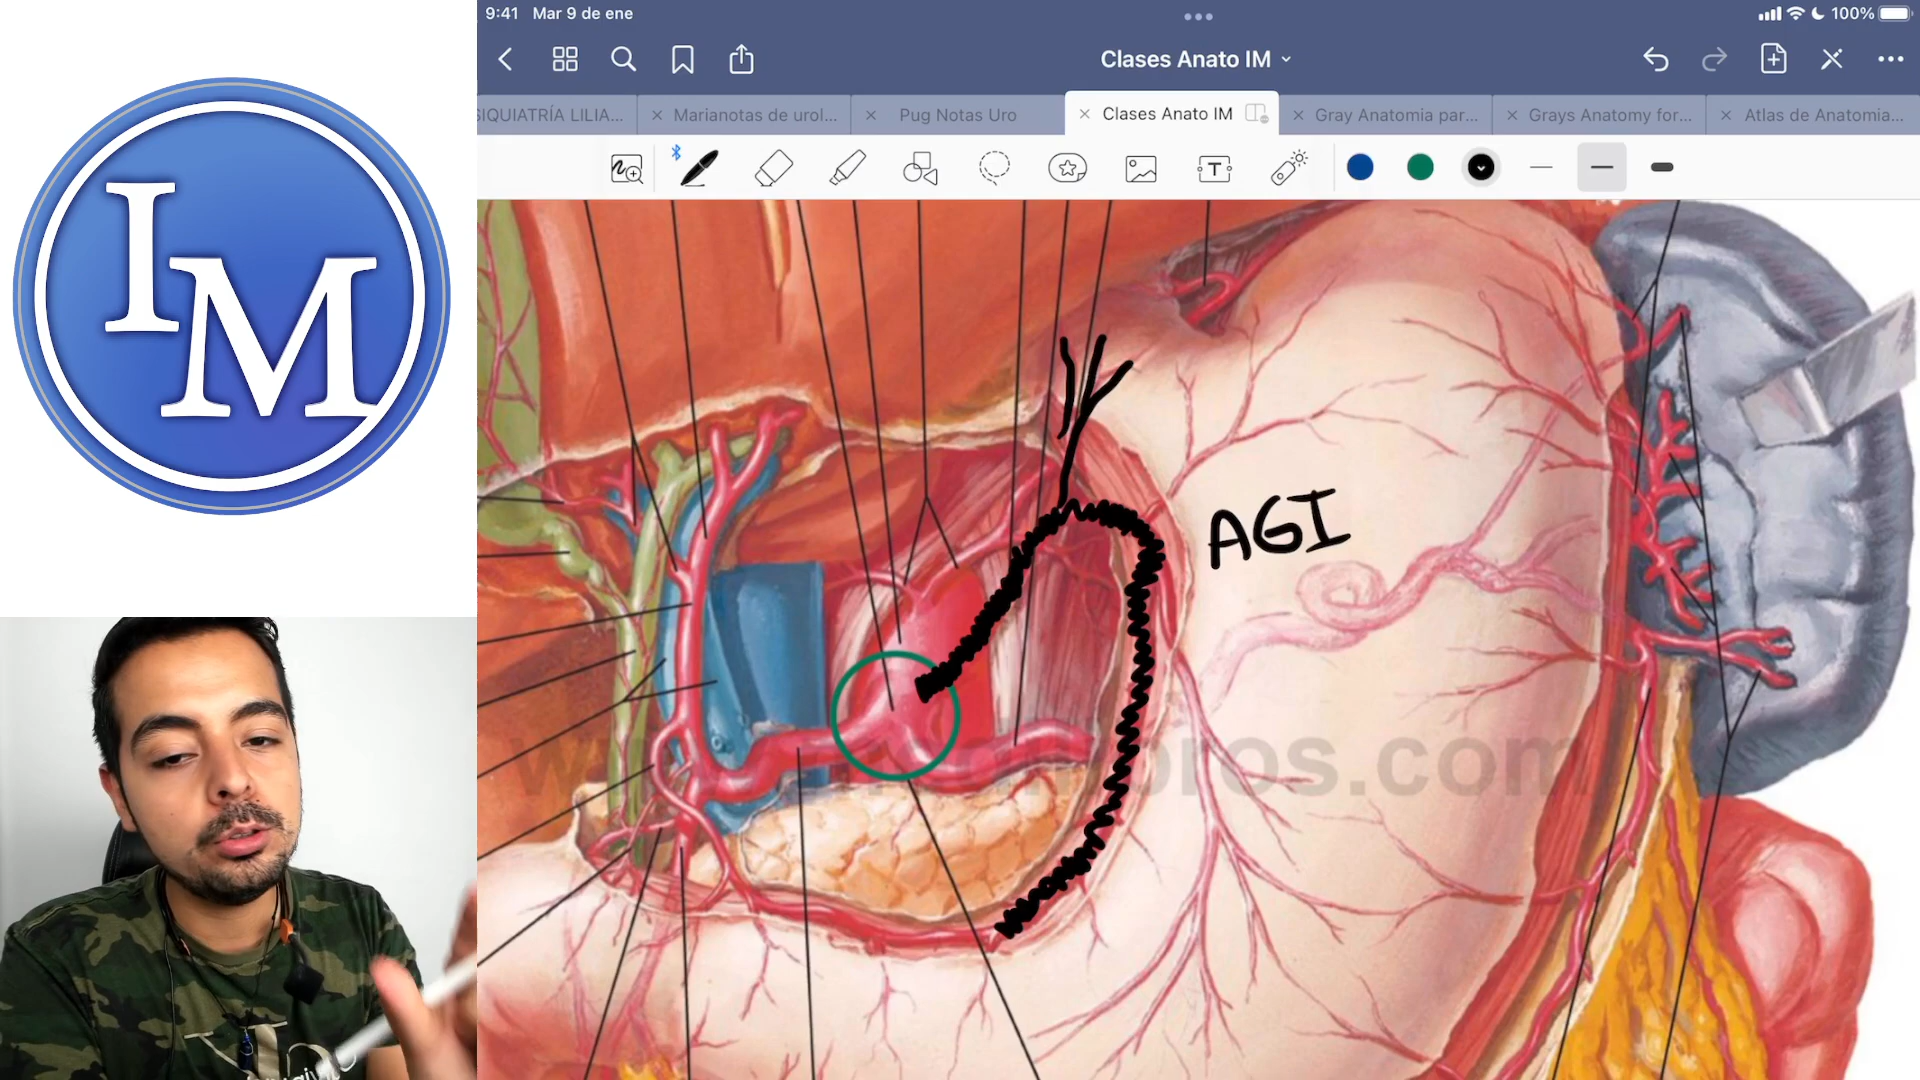 IM
9:41 Mar 9 de ene
100%
Clases Anato IM
SIQUIATRÍA LILIA...
Marianotas de urol...
Pug Notas Uro
Clases Anato IM
Gray Anatomia par...
Grays Anatomy for...
Atlas de Anatomia...
T
AGI